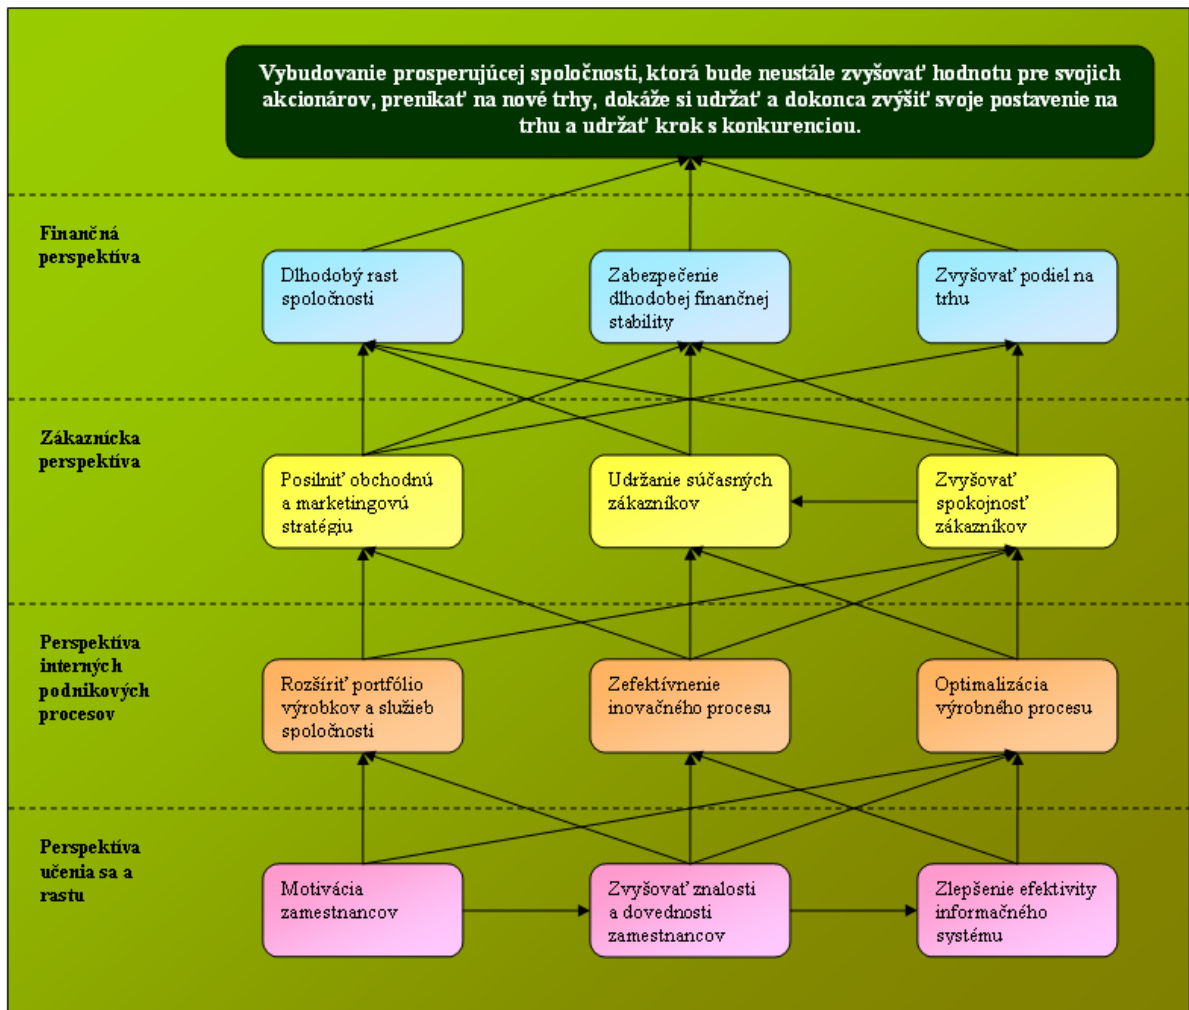 Vybudovanie prosperujúcej spoločnosti, ktorá bude neustále zvyšovať hodnotu pre svojich
akcionárov, prenikať na nové trhy, dokáže si udržať a dokonca zvýšiť svoje postavenie na
trhu a udržať krok s konkurenciou.
Finančná
perspektíva
Dlhodobý rast
spoločnosti
Zabezpečenie
dlhodobej finančnej
stability
Zvyšovať podiel na
trhu
Zákaznícka
perspektíva
Posilniť obchodnú
a marketingovú
stratégiu
Udržanie súčasných
zákazníkov
Zvyšovať
spokojnosť
zákazníkov
Perspektíva
interných
podnikových
procesov
Rozšíriť portfólio
výrobkov a služieb
spoločnosti
Zefektívnenie
inovačného procesu
Optimalizácia
výrobného procesu
Perspektíva
učenia sa a
rastu
Motivácia
zamestnancov
Zvyšovať znalosti
a dovednosti
zamestnancov
Zlepšenie efektivity
informačného
systému